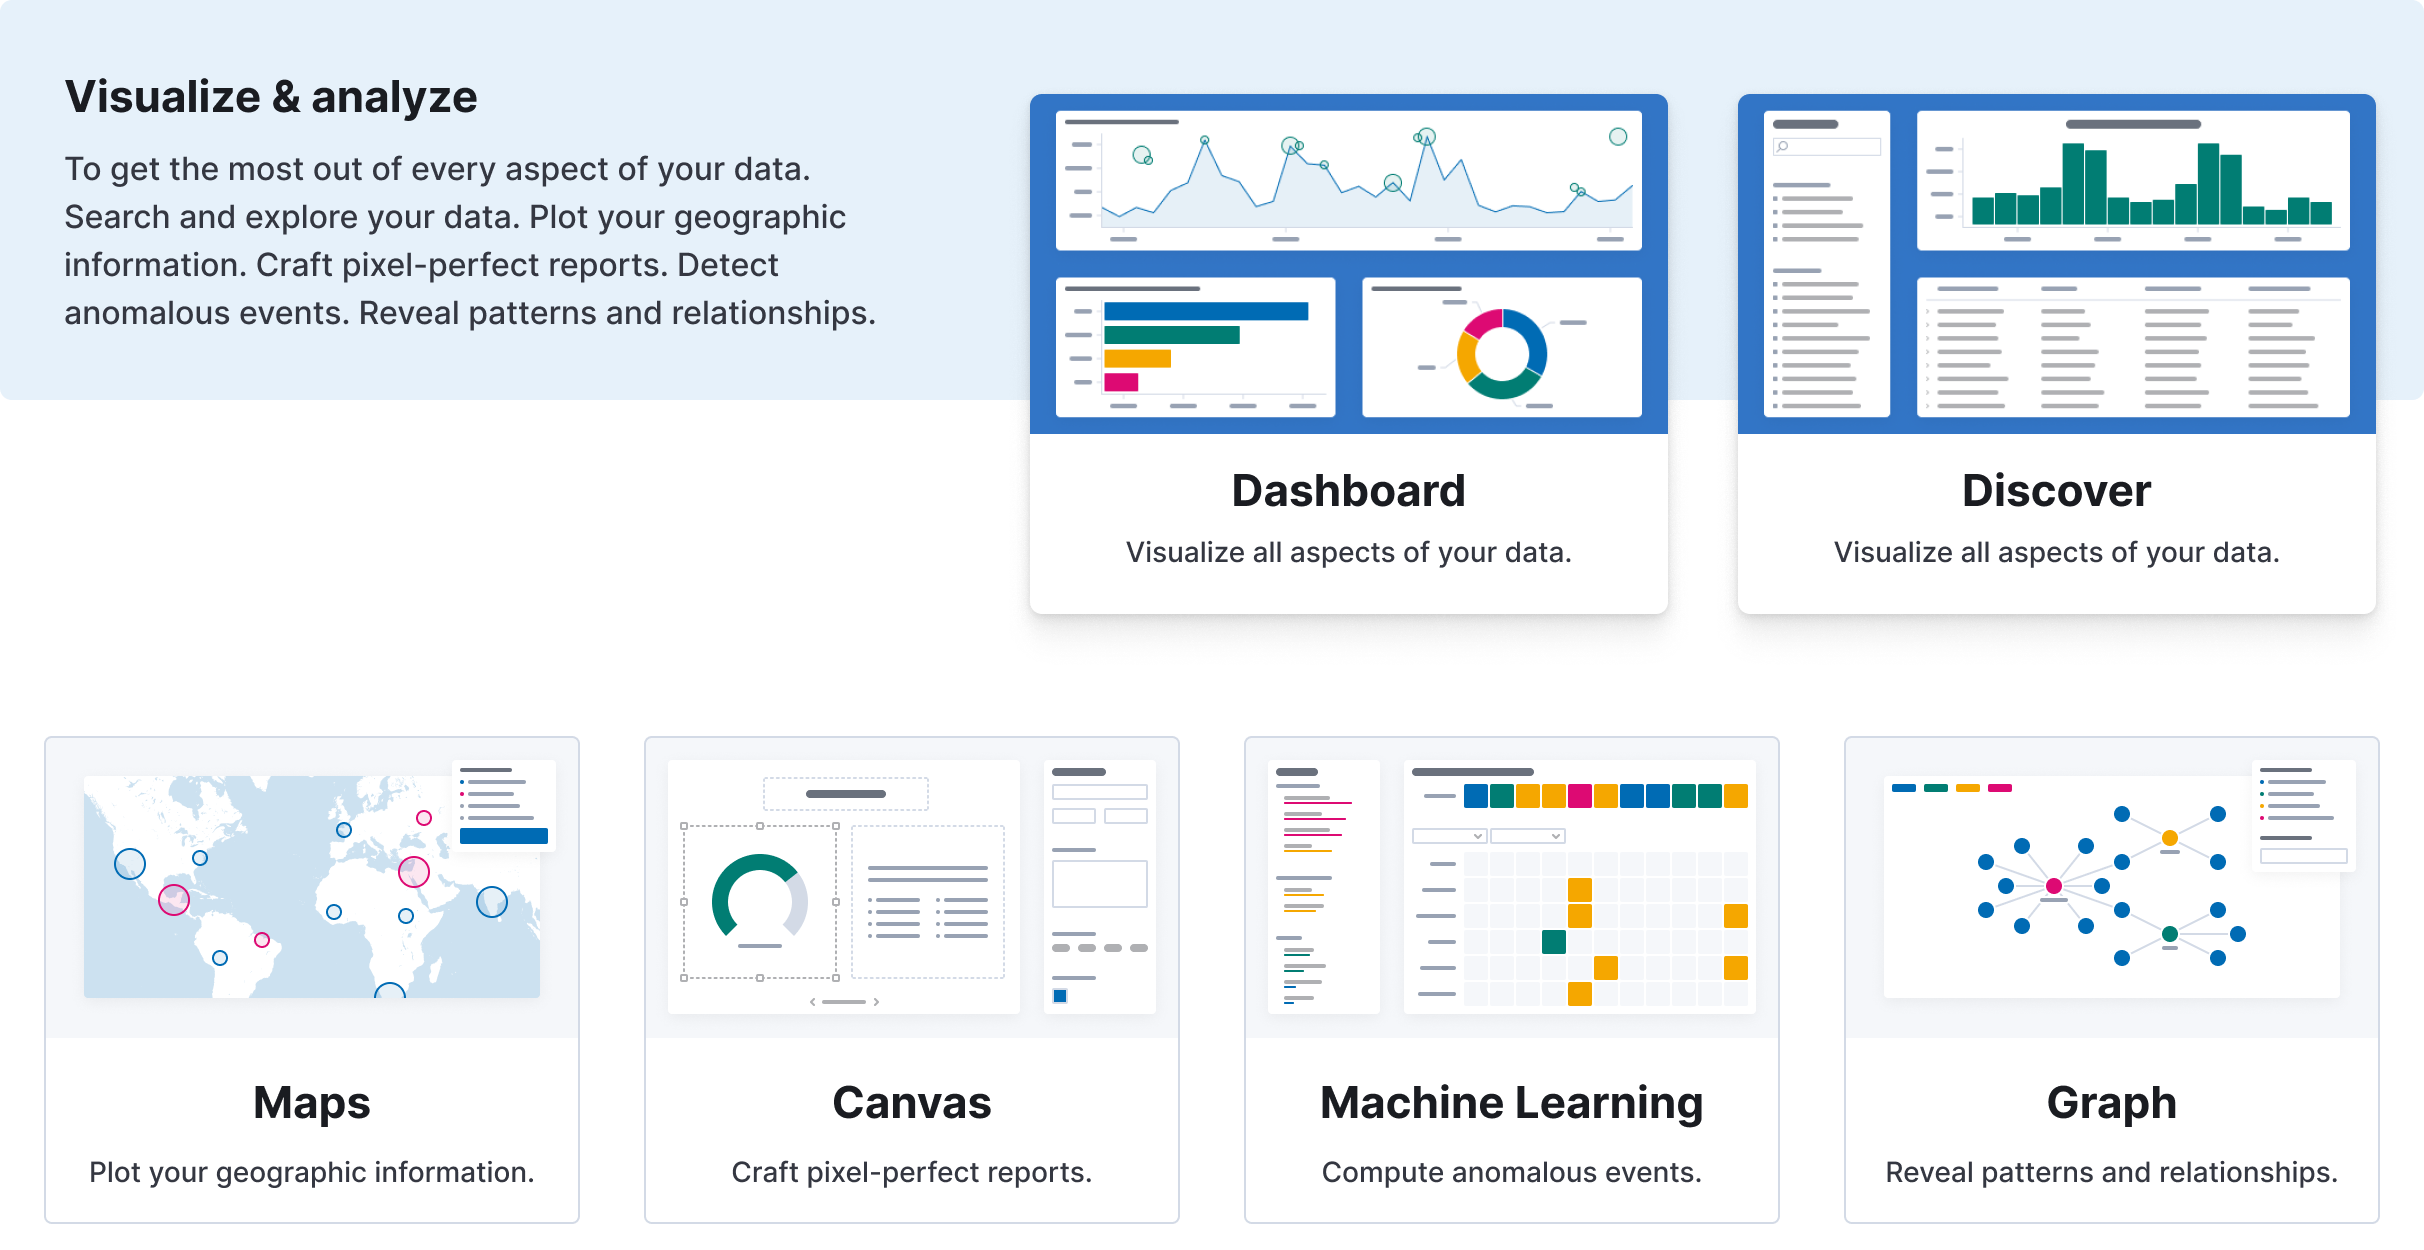 Visualize & analyze
To get the most out of every aspect of your data.
Search and explore your data. Plot your geographic
information. Craft pixel-perfect reports. Detect
anomalous events. Reveal patterns and relationships.
Dashboard
Visualize all aspects of your data.
Discover
Visualize all aspects of your data.
Maps
Plot your geographic information.
Canvas
Craft pixel-perfect reports.
Machine Learning
Compute anomalous events.
Graph
Reveal patterns and relationships.